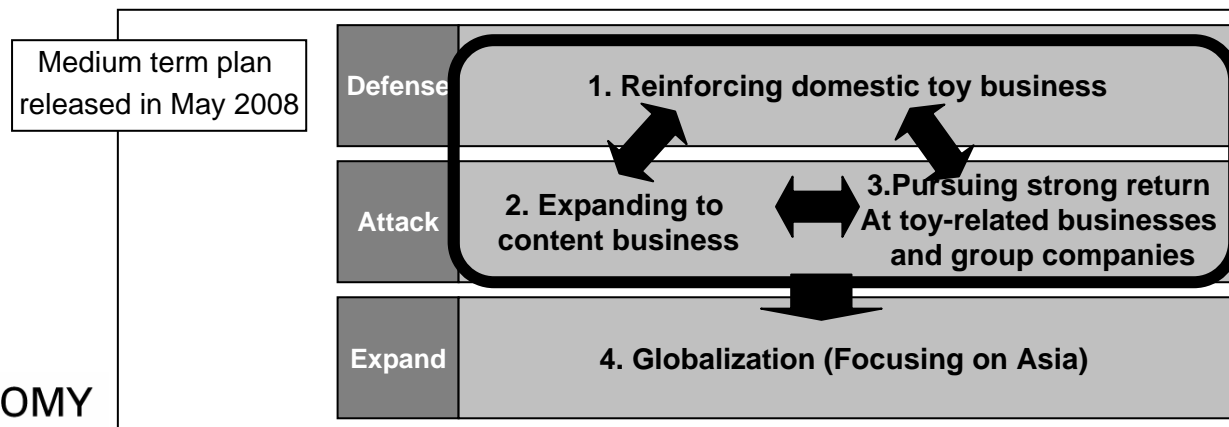 Medium term plan
released in May 2008
Defense
1. Reinforcing domestic toy business
Attack
2. Expanding to
content business
3.Pursuing strong return
At toy-related businesses
and group companies
Expand
4. Globalization (Focusing on Asia)
OMY